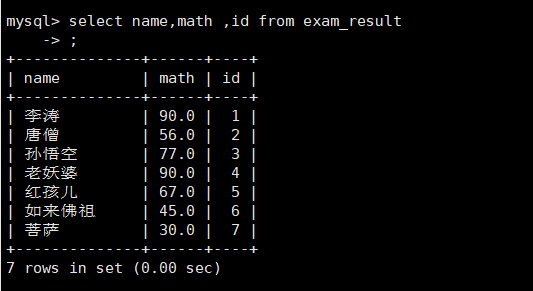 mysql> select name,math ,id from exam_result
    -> ;
+--------------+------+----+
| name         | math | id |
+--------------+------+----+
| 李涛         | 90.0 |  1 |
| 唐僧         | 56.0 |  2 |
| 孙悟空       | 77.0 |  3 |
| 老妖婆       | 90.0 |  4 |
| 红孩儿       | 67.0 |  5 |
| 如来佛祖     | 45.0 |  6 |
| 菩萨         | 30.0 |  7 |
+--------------+------+----+
7 rows in set (0.00 sec)